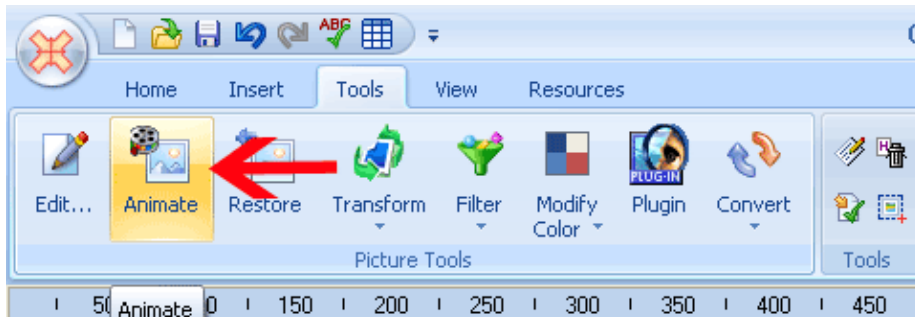 ABC
Home Insert Tools View Resources
Edit... Animate Restore Transform Filter Modify Color Plugin Convert
PLUG-IN
H
Picture Tools Tools
Animate
150 200 250 300 350 400 450